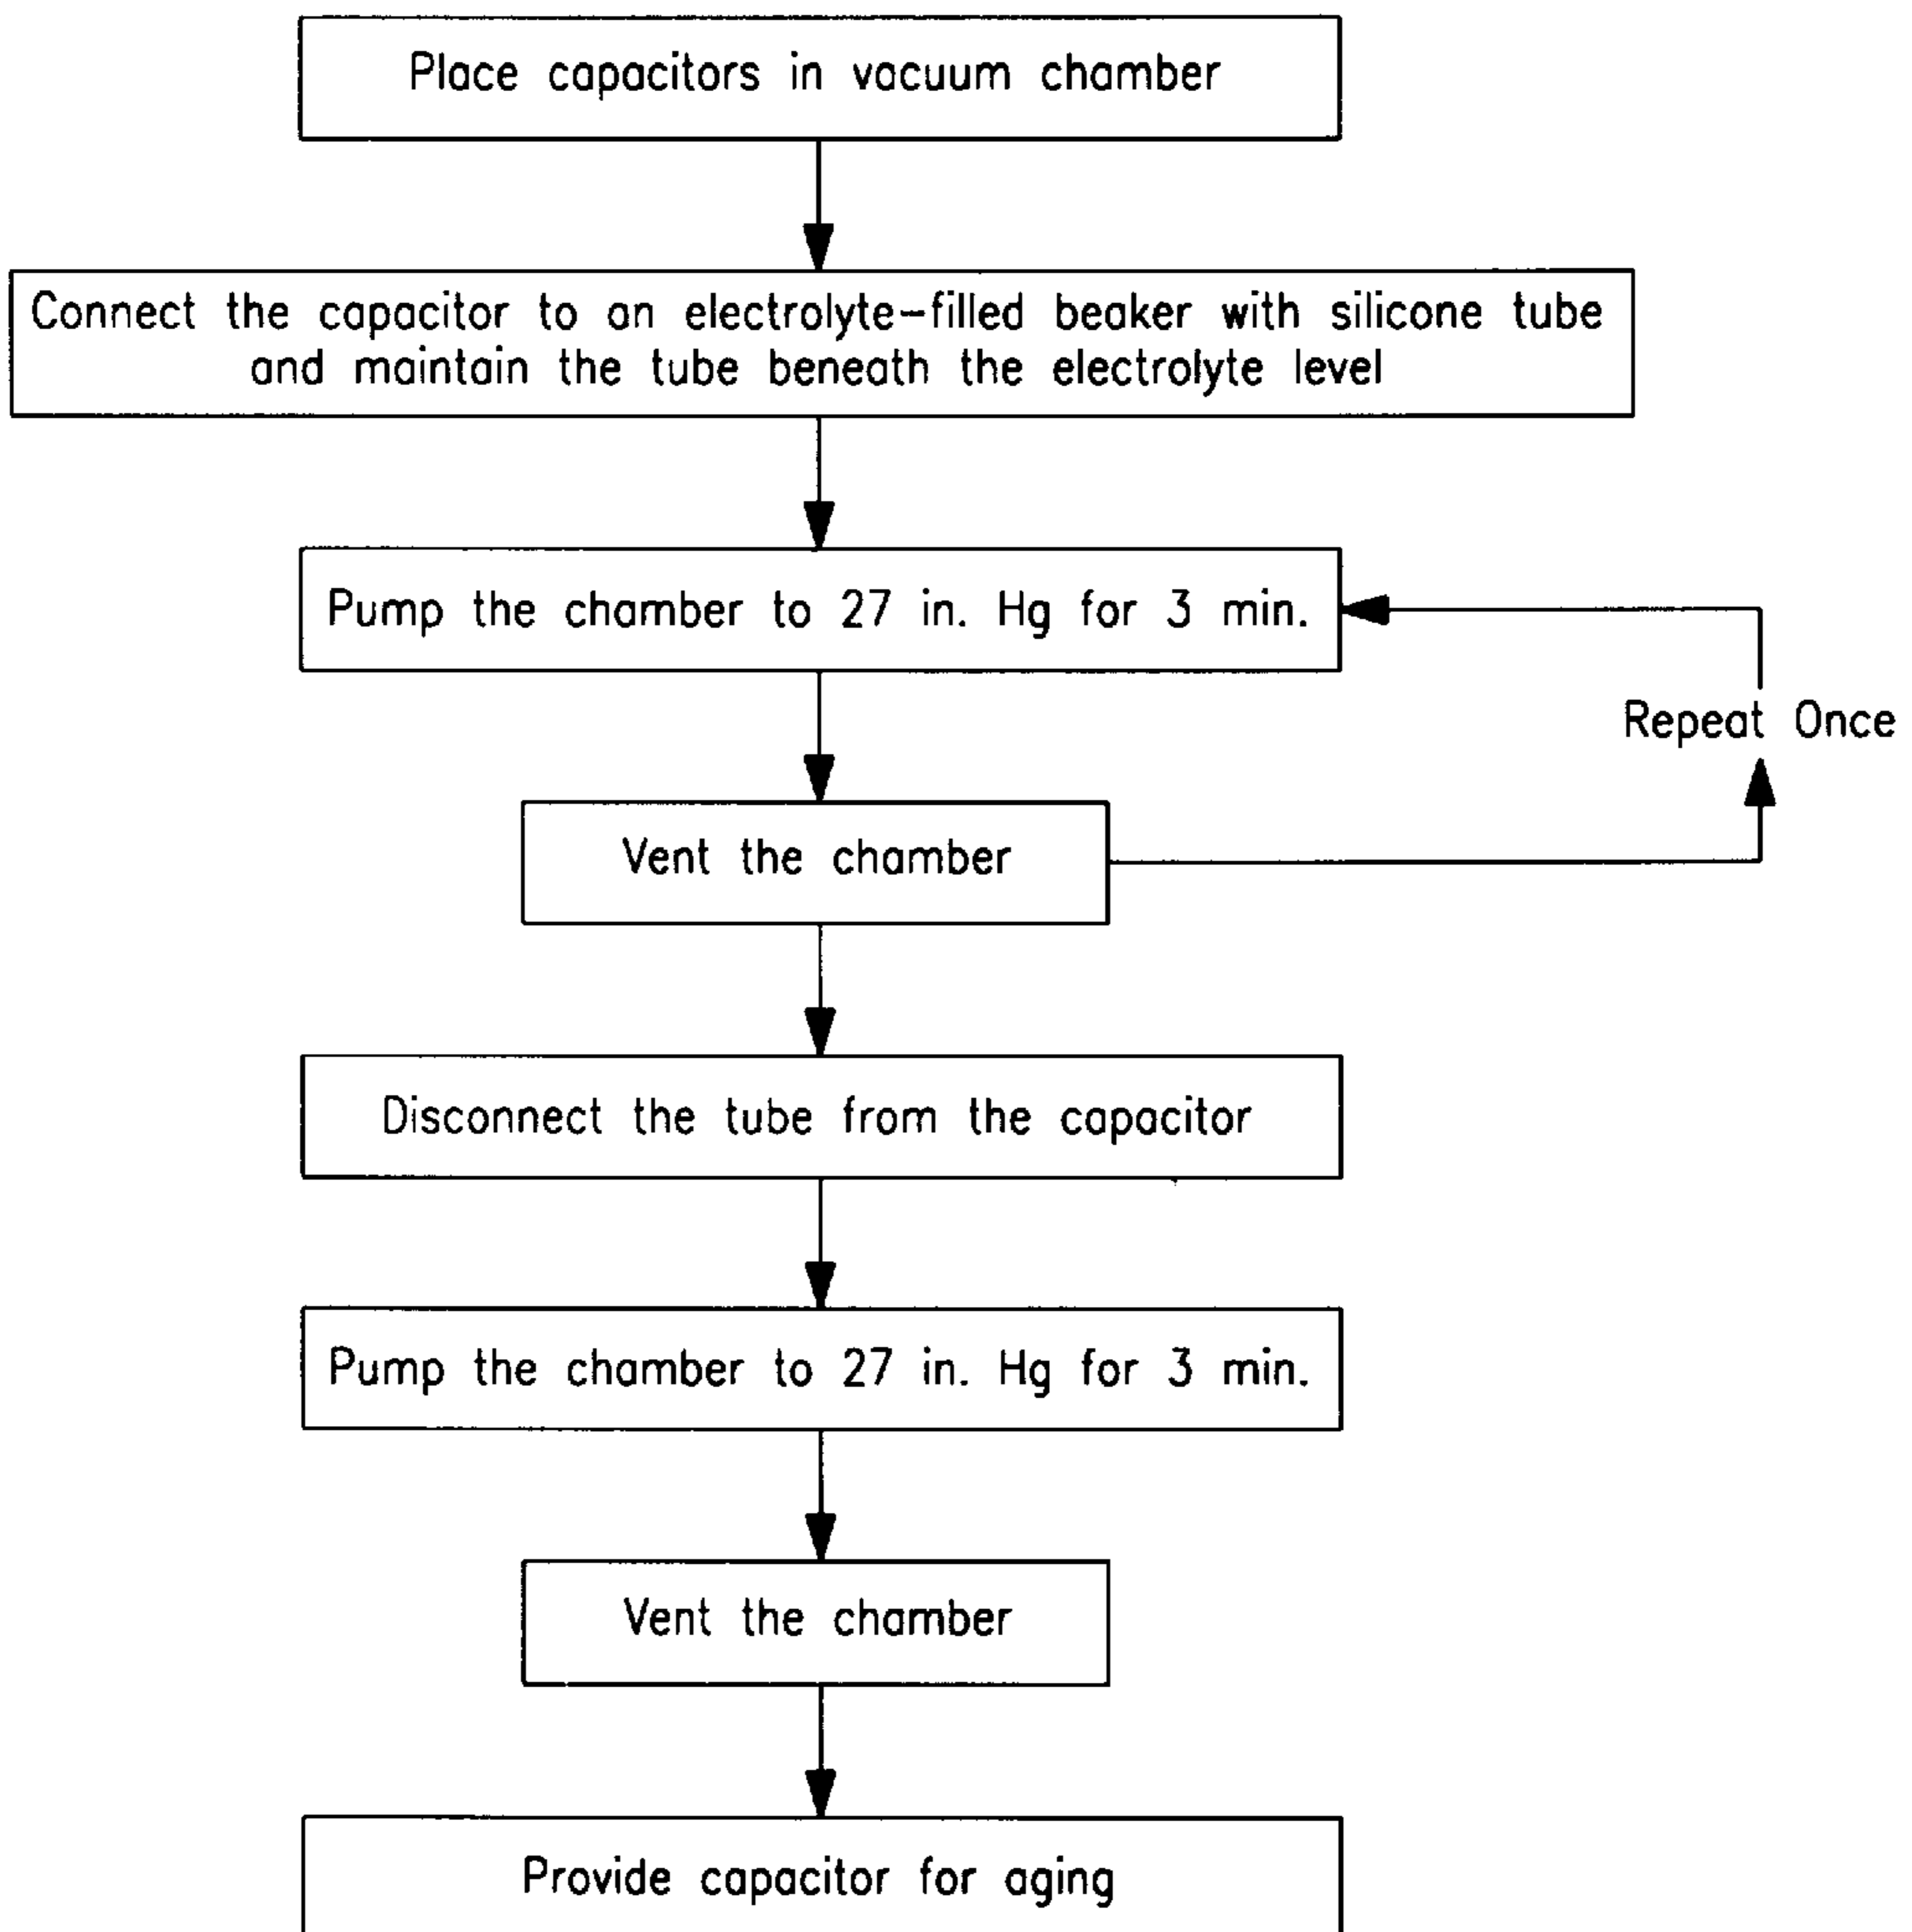 Place capacitors in vacuum chamber
Connect the capacitor to an electrolyte-filled beaker with silicone tube
and maintain the tube beneath the electrolyte level
Pump the chamber to 27 in. Hg for 3 min.
Repeat Once
Vent the chamber
Disconnect the tube from the capacitor
Pump the chamber to 27 in. Hg for 3 min.
Vent the chamber
Provide capacitor for aging